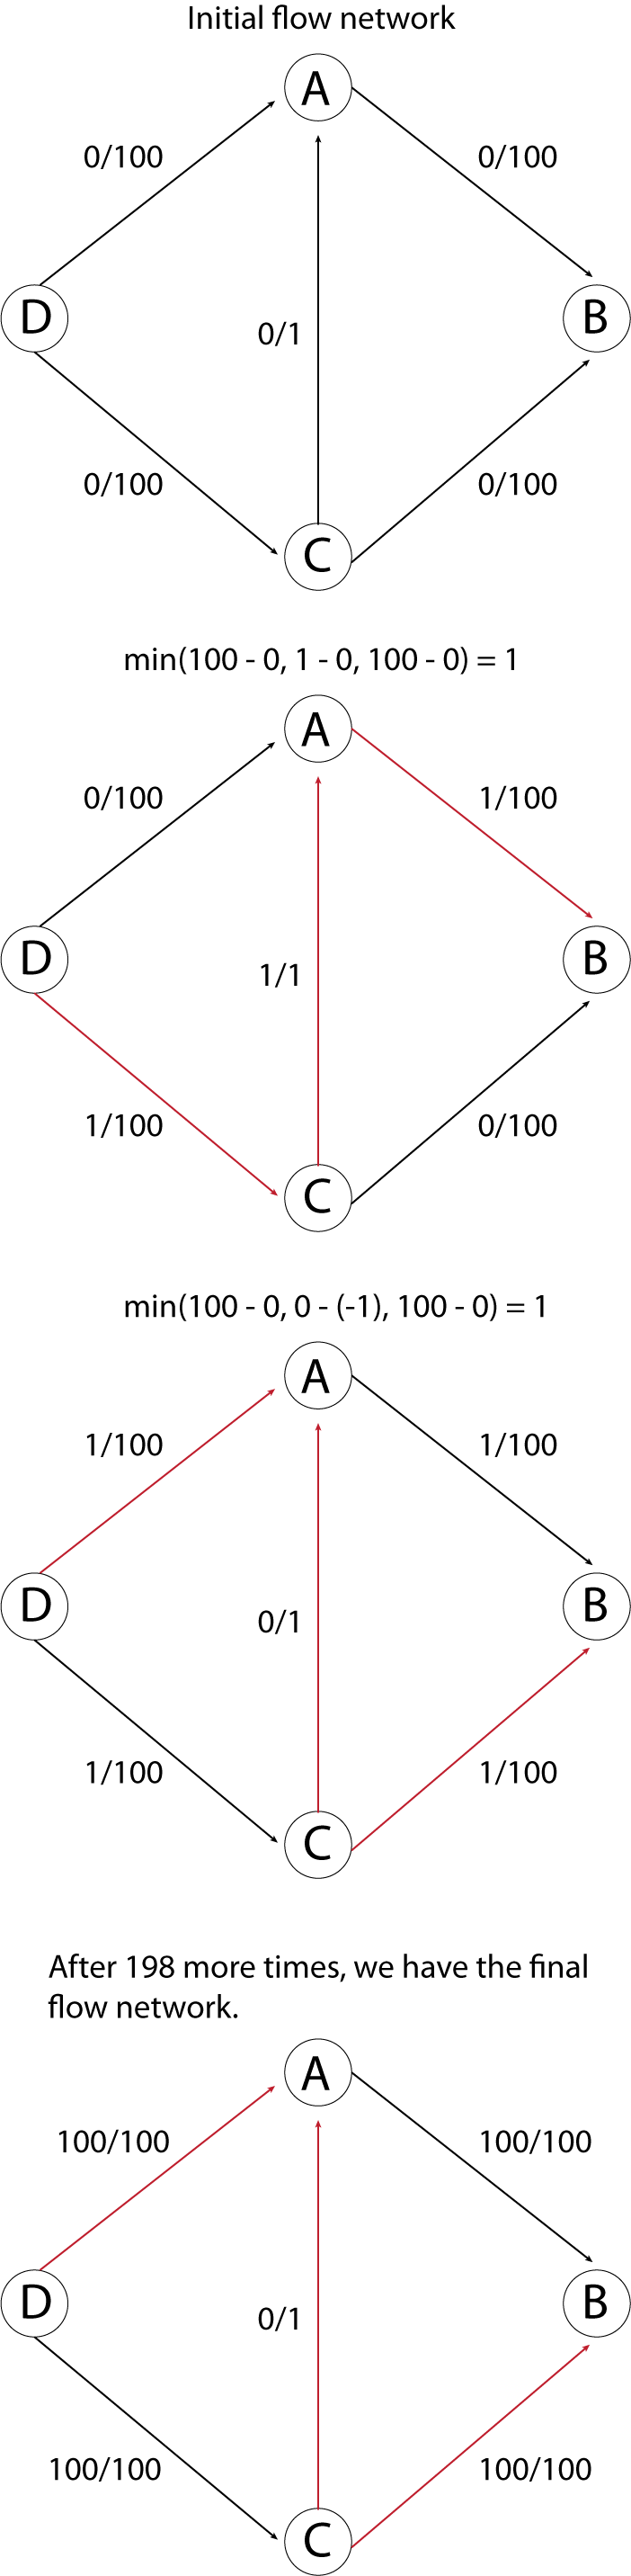 Initial flow network
A
0/100 0/100
D B
0/1
0/100 0/100
C
min(100 - 0, 1 - 0, 100 - 0) = 1
A
0/100 1/100
D B
1/1
1/100 0/100
C
min(100 - 0, 0 - (-1), 100 - 0) = 1
A
1/100 1/100
D B
0/1
1/100 1/100
C
After 198 more times, we have the final
flow network.
A
100/100 100/100
D B
0/1
100/100 100/100
C